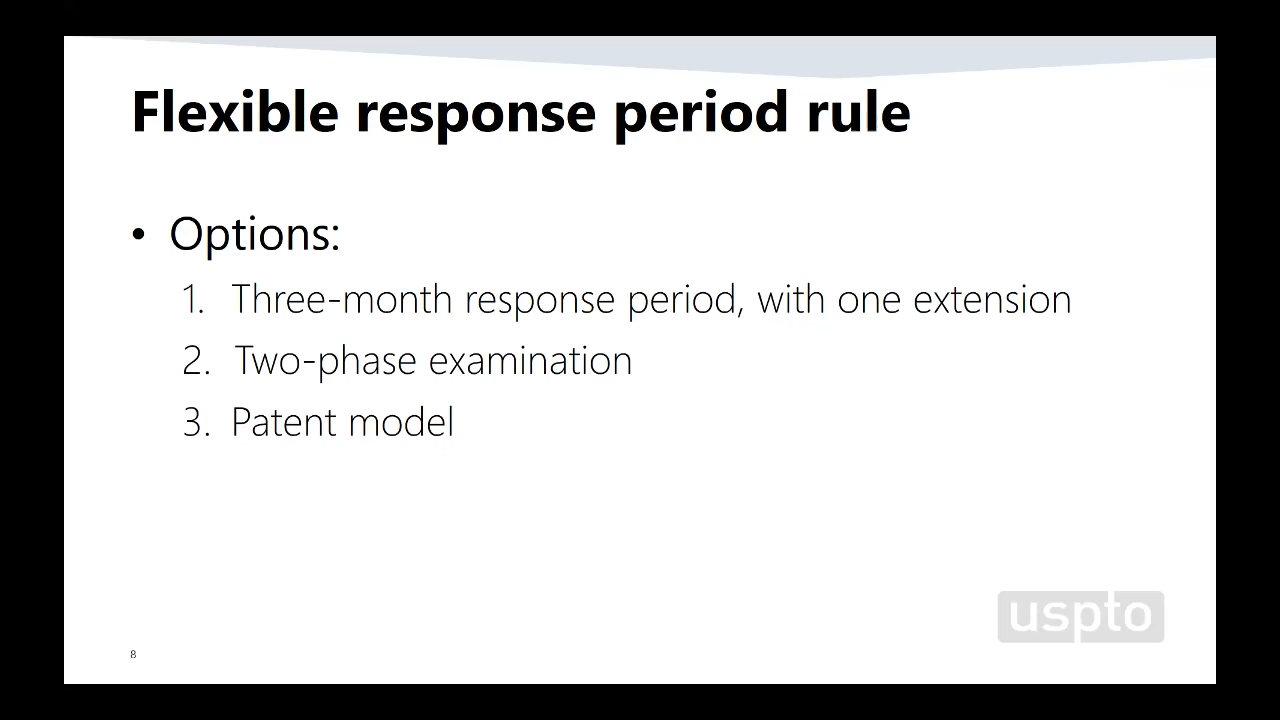 Flexible response period rule
• Options:
1. Three-month response period, with one extension
2. Two-phase examination
3. Patent model
uspto
8